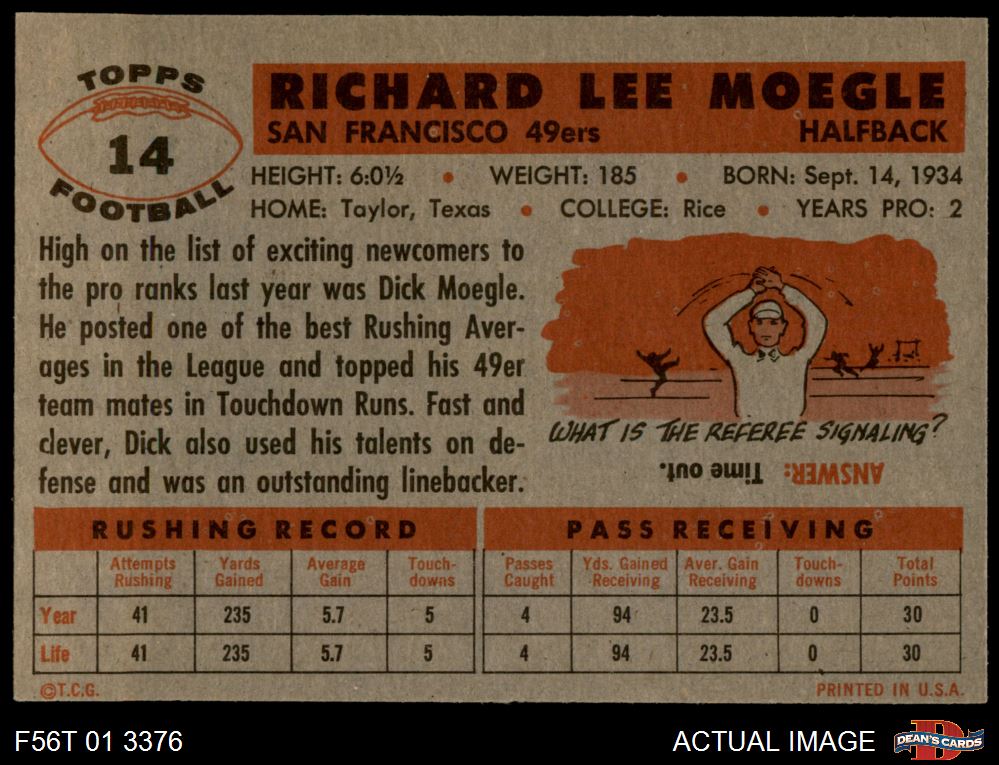 TOPPS
14
FOOTBALL
RICHARD LEE MOEGLE
SAN FRANCISCO 49ers HALFBACK
HEIGHT: 6:0½ • WEIGHT: 185 • BORN: Sept. 14, 1934
HOME: Taylor, Texas • COLLEGE: Rice • YEARS PRO: 2
High on the list of exciting newcomers to
the pro ranks last year was Dick Moegle.
He posted one of the best Rushing Aver-
ages in the League and topped his 49er
team mates in Touchdown Runs. Fast and
clever, Dick also used his talents on de-
fense and was an outstanding linebacker.
WHAT IS THE REFEREE SIGNALING?
ANSWER: Time out.
RUSHING RECORD
Attempts Rushing Yards Gained Average Gain Touch-downs
Year 41 235 5.7 5
Life 41 235 5.7 5
PASS RECEIVING
Passes Caught Yds. Gained Receiving Aver. Gain Receiving Touch-downs Total Points
4 94 23.5 0 30
4 94 23.5 0 30
©T.C.G. PRINTED IN U.S.A.
F56T 01 3376 ACTUAL IMAGE DEAN'S CARDS